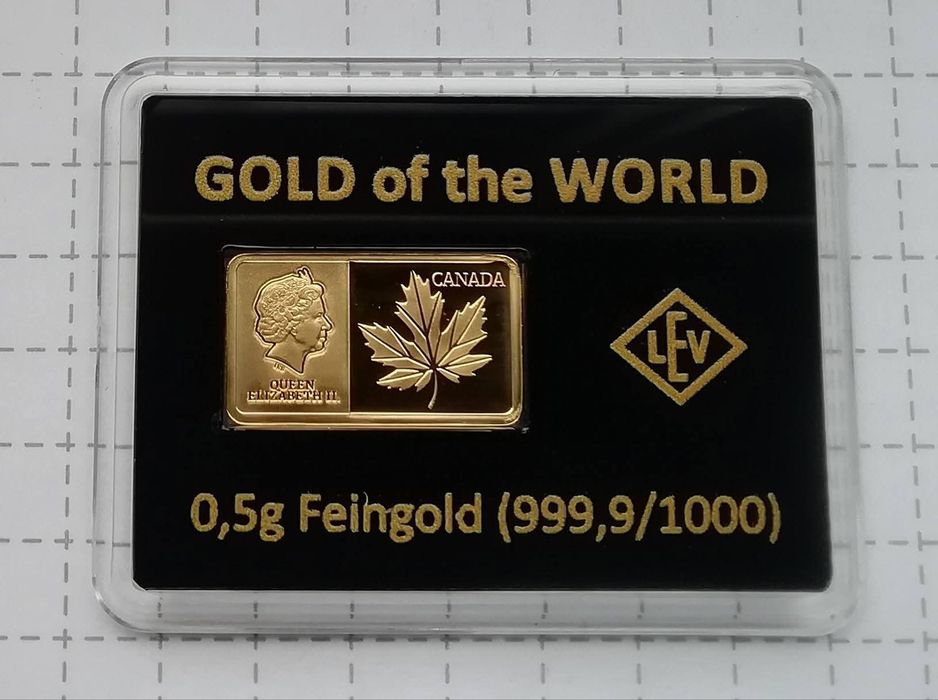 GOLD of the WORLD
CANADA
QUEEN
ELIZABETH II
LEV
0,5g Feingold (999,9/1000)